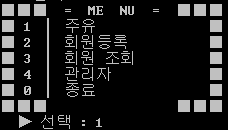 = ME NU =
1 | 주유
2 | 회원등록
3 | 회원 조회
4 | 관리자
0 | 종료
▶ 선택 : 1